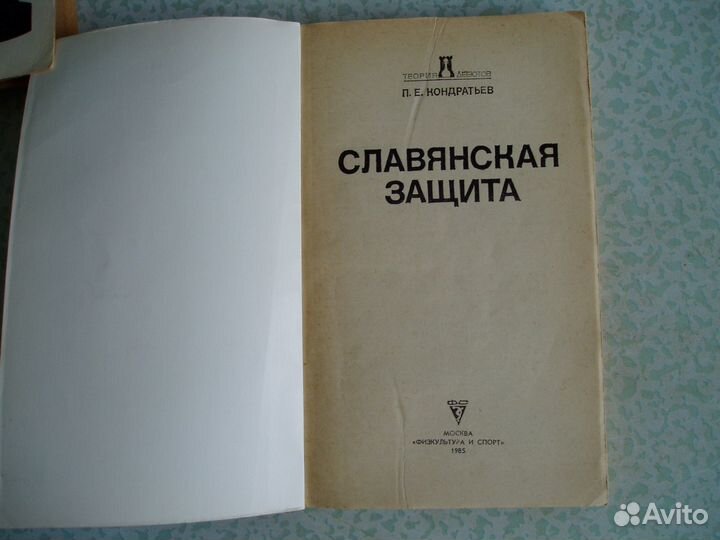 ТЕОРИЯ ДЕБЮТОВ
П. Е. КОНДРАТЬЕВ
СЛАВЯНСКАЯ
ЗАЩИТА
ФС
МОСКВА
«ФИЗКУЛЬТУРА И СПОРТ»
1985
Avito